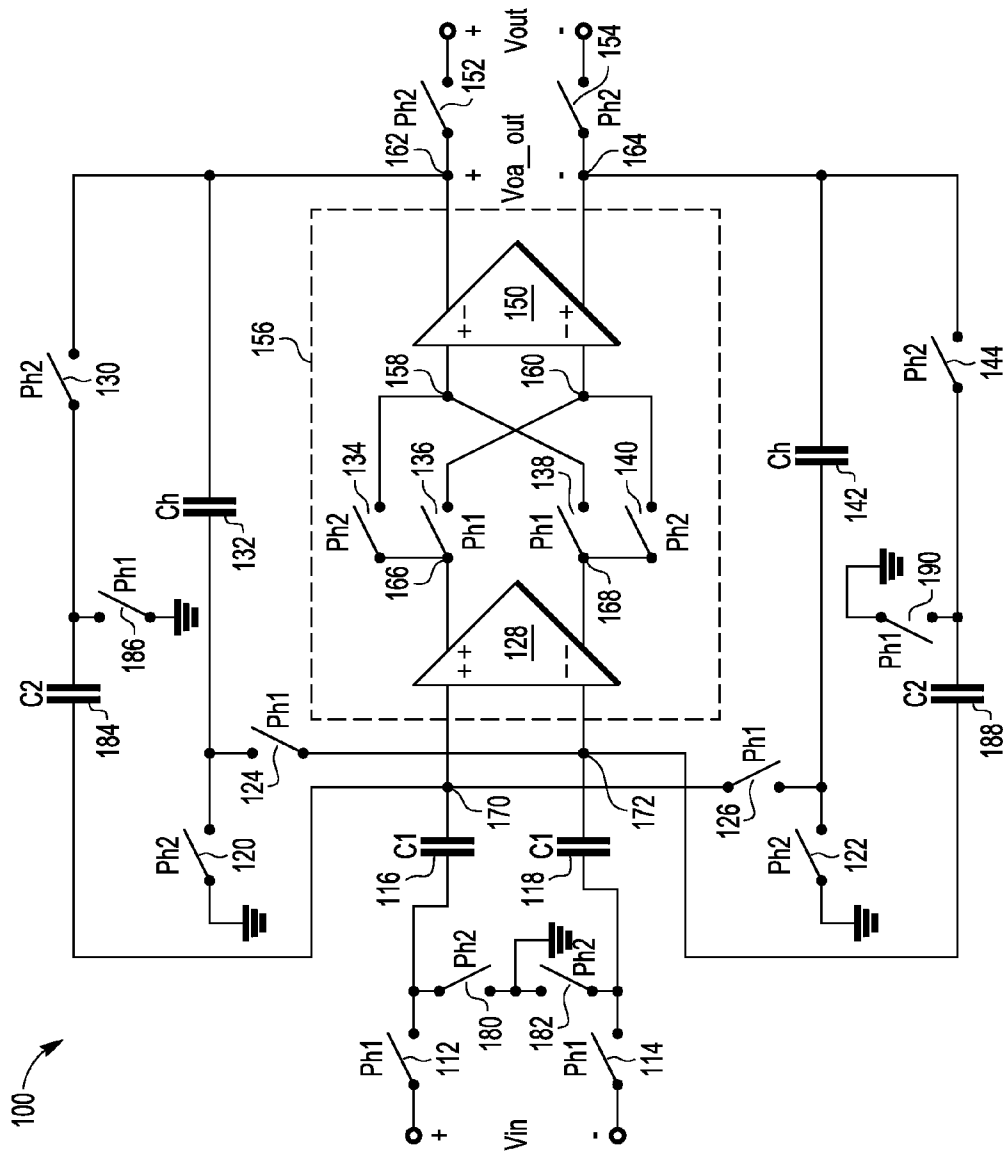 100
Vin
+
-
Ph1
112
Ph1
114
Ph2
180
Ph2
182
C1
116
C1
118
Ph2
120
Ph2
122
Ph1
124
Ph1
126
170
172
C2
184
Ph1
186
Ph2
130
Ch
132
156
+ +
128
- -
166
168
Ph2
134
Ph1
136
Ph1
138
Ph2
140
158
160
+ -
150
- +
162
164
+
Voa_out
-
Ph2
152
Ph2
154
+
Vout
-
Ch
142
Ph1
190
C2
188
Ph2
144